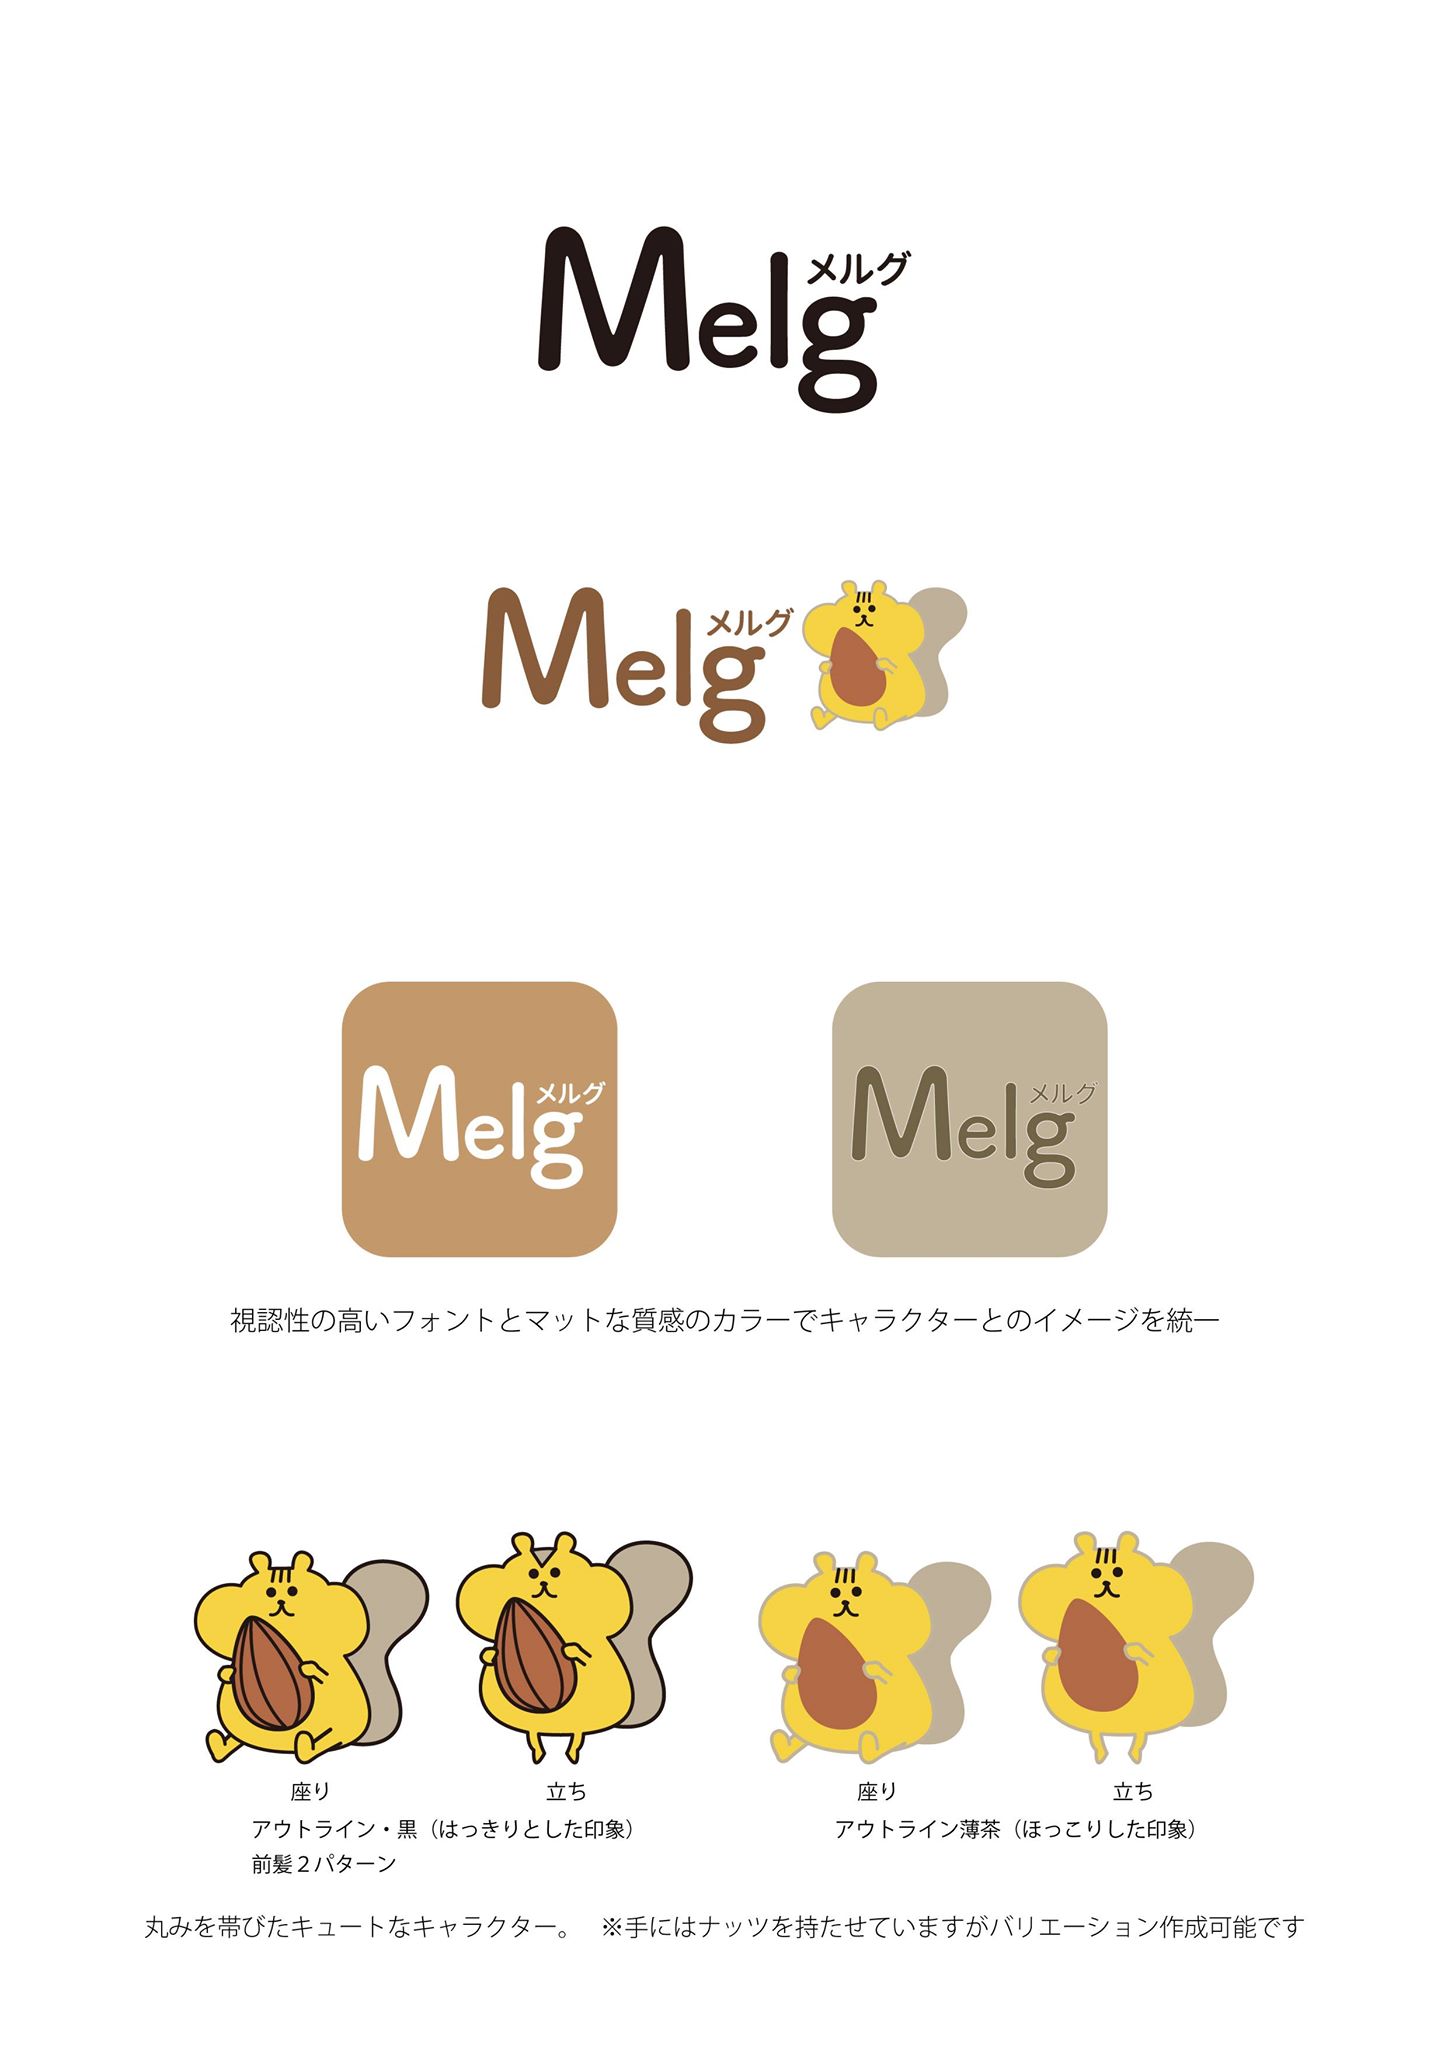 Melg メルグ
Melg メルグ
Melg メルグ
Melg メルグ
視認性の高いフォントとマットな質感のカラーでキャラクターとのイメージを統一
座り
立ち
アウトライン・黒（はっきりとした印象）
前髪２パターン
座り
立ち
アウトライン薄茶（ほっこりした印象）
丸みを帯びたキュートなキャラクター。 ※手にはナッツを持たせていますがバリエーション作成可能です